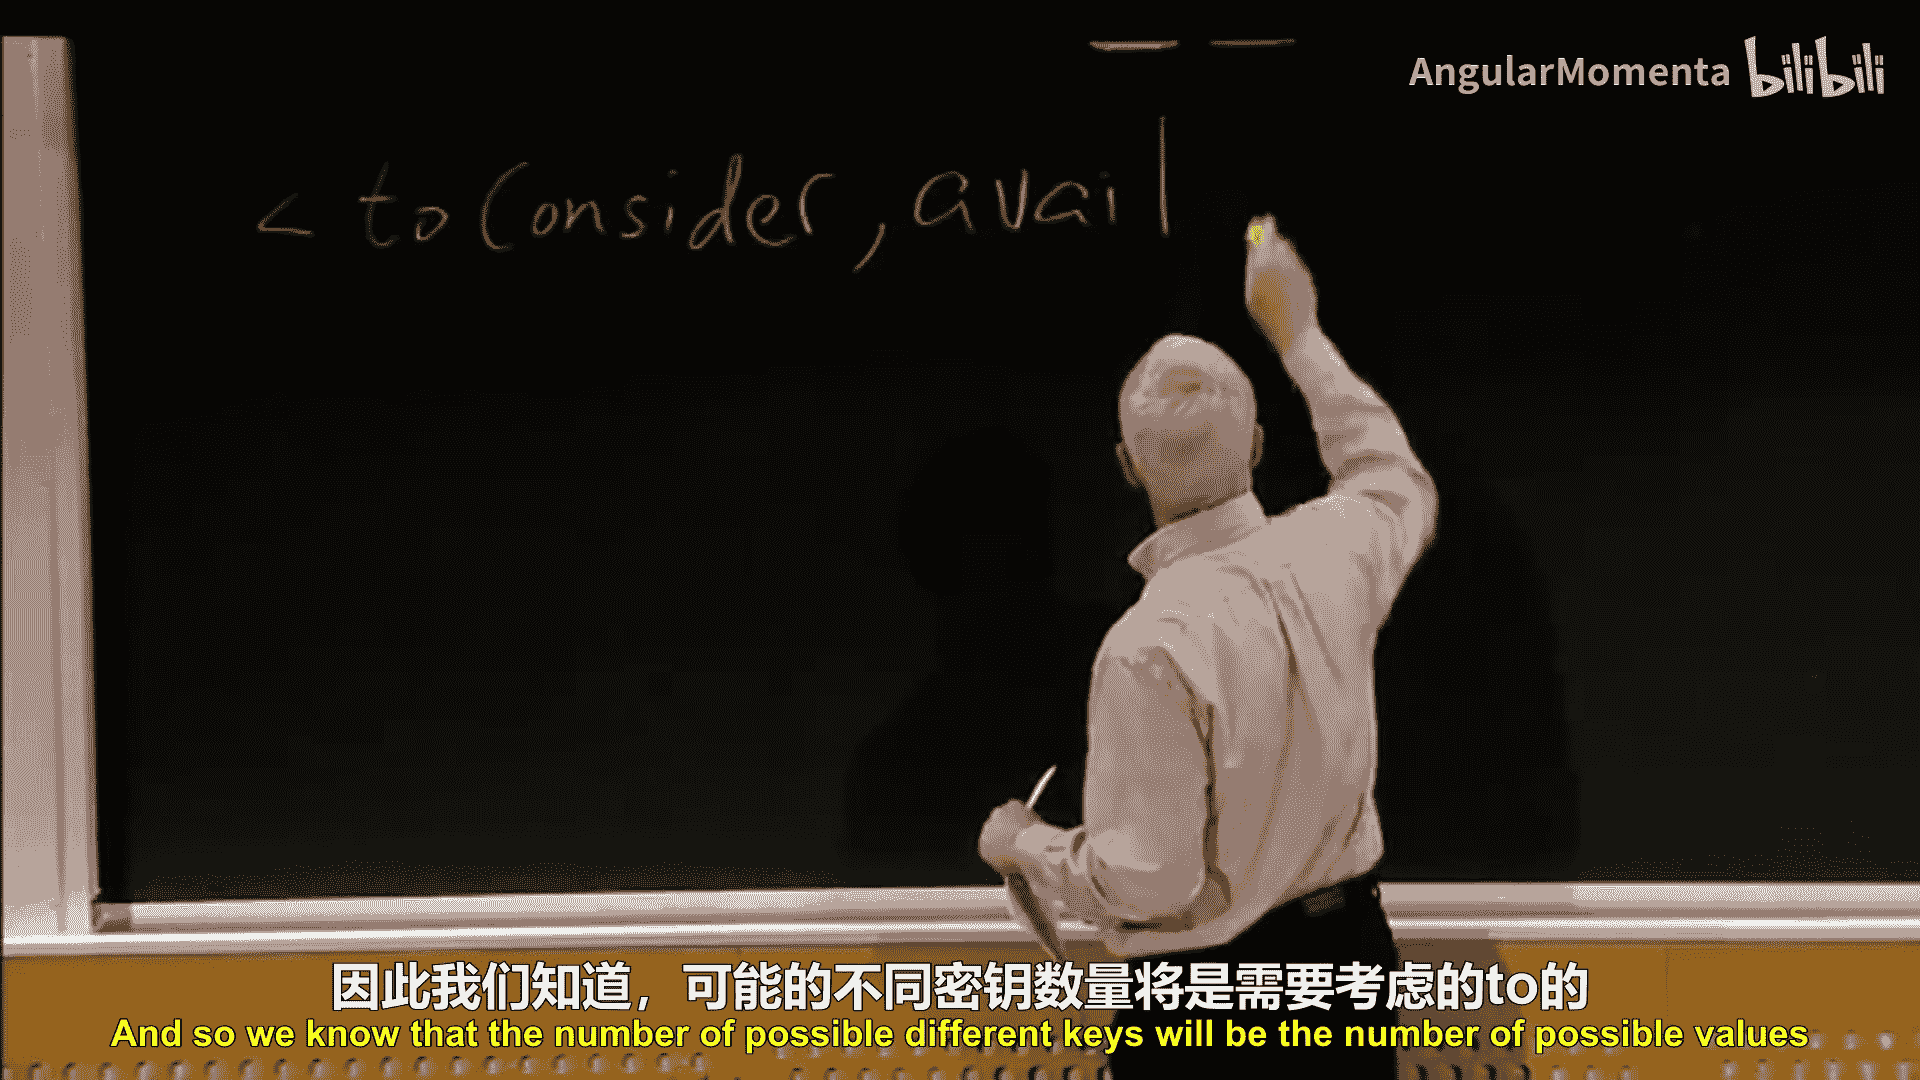 AngularMomenta bilibili
< toConsider, avail
因此我们知道，可能的不同密钥数量将是需要考虑的to的
And so we know that the number of possible different keys will be the number of possible values